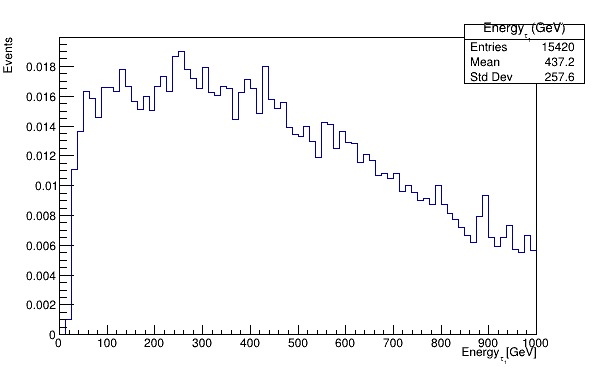 Energy_τ₁ (GeV)
Entries 15420
Mean 437.2
Std Dev 257.6
Events
0.018
0.016
0.014
0.012
0.01
0.008
0.006
0.004
0.002
0
0 100 200 300 400 500 600 700 800 900 1000
Energy_τ₁ [GeV]